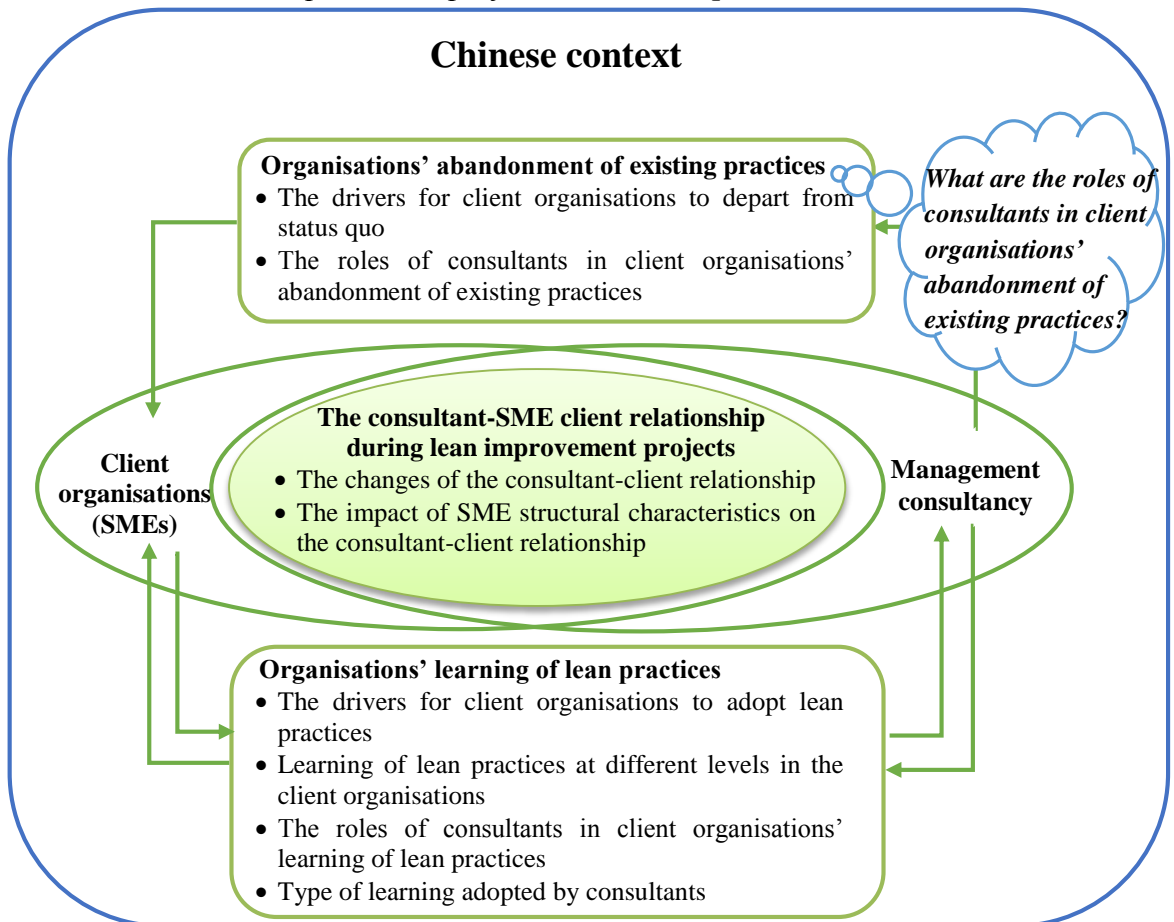 Chinese context
Organisations’ abandonment of existing practices
• The drivers for client organisations to depart from
status quo
• The roles of consultants in client organisations’
abandonment of existing practices
What are the roles of
consultants in client
organisations’
abandonment of
existing practices?
The consultant-SME client relationship
during lean improvement projects
• The changes of the consultant-client relationship
• The impact of SME structural characteristics on
the consultant-client relationship
Client
organisations
(SMEs)
Management
consultancy
Organisations’ learning of lean practices
• The drivers for client organisations to adopt lean
practices
• Learning of lean practices at different levels in the
client organisations
• The roles of consultants in client organisations’
learning of lean practices
• Type of learning adopted by consultants